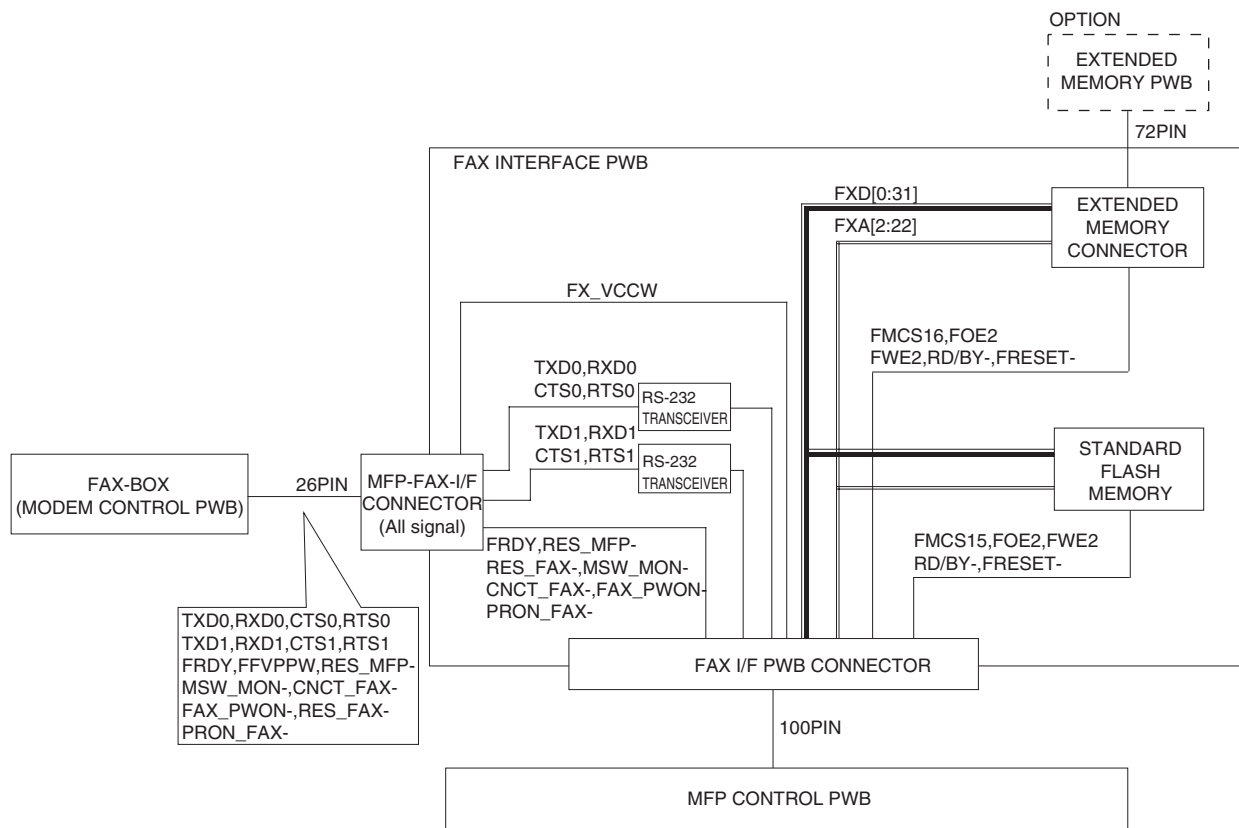 OPTION
EXTENDED
MEMORY PWB
72PIN
FAX INTERFACE PWB
FXD[0:31]
FXA[2:22]
EXTENDED
MEMORY
CONNECTOR
FX_VCCW
FMCS16,FOE2
FWE2,RD/BY-,FRESET-
TXD0,RXD0
CTS0,RTS0
RS-232
TRANSCEIVER
TXD1,RXD1
CTS1,RTS1
RS-232
TRANSCEIVER
STANDARD
FLASH
MEMORY
FAX-BOX
(MODEM CONTROL PWB)
26PIN
MFP-FAX-I/F
CONNECTOR
(All signal)
FRDY,RES_MFP-
RES_FAX-,MSW_MON-
CNCT_FAX-,FAX_PWON-
PRON_FAX-
FMCS15,FOE2,FWE2
RD/BY-,FRESET-
TXD0,RXD0,CTS0,RTS0
TXD1,RXD1,CTS1,RTS1
FRDY,FFVPPW,RES_MFP-
MSW_MON-,CNCT_FAX-
FAX_PWON-,RES_FAX-
PRON_FAX-
FAX I/F PWB CONNECTOR
100PIN
MFP CONTROL PWB